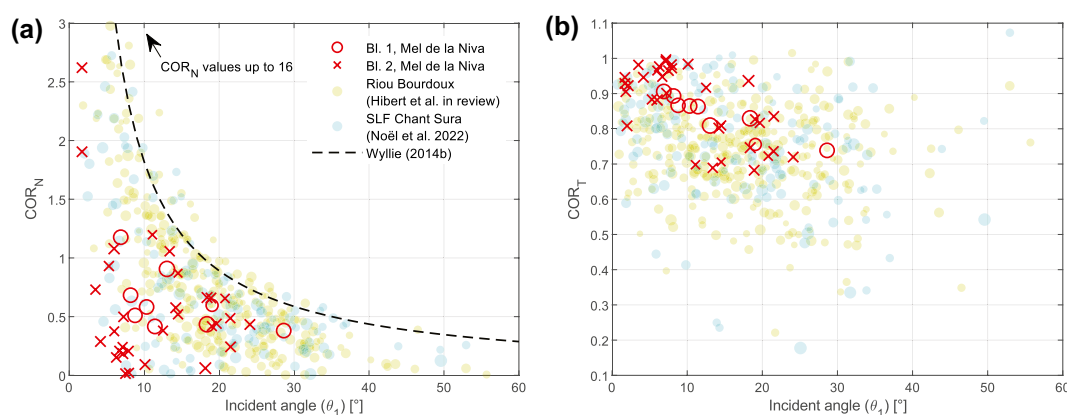 (a)
3
2.5
2
1.5
1
0.5
0
COR_N
0 10 20 30 40 50 60
Incident angle (θ_1) [°]
COR_N values up to 16
Bl. 1, Mel de la Niva
Bl. 2, Mel de la Niva
Riou Bourdoux
(Hibert et al. in review)
SLF Chant Sura
(Noël et al. 2022)
Wyllie (2014b)
(b)
1.1
1
0.9
0.8
0.7
0.6
0.5
0.4
0.3
0.2
0.1
COR_T
0 10 20 30 40 50 60
Incident angle (θ_1) [°]